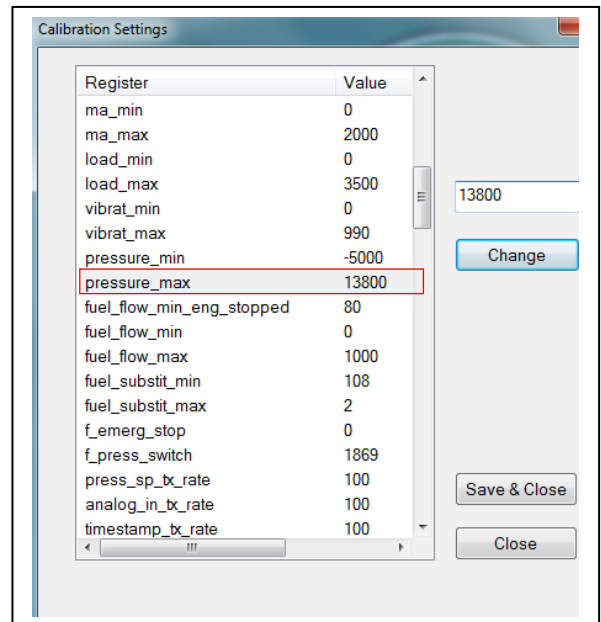 Calibration Settings
Register Value
ma_min 0
ma_max 2000
load_min 0
load_max 3500
vibrat_min 0
vibrat_max 990
pressure_min -5000
pressure_max 13800
fuel_flow_min_eng_stopped 80
fuel_flow_min 0
fuel_flow_max 1000
fuel_substit_min 108
fuel_substit_max 2
f_emerg_stop 0
f_press_switch 1869
press_sp_tx_rate 100
analog_in_tx_rate 100
timestamp_tx_rate 100
13800
Change
Save & Close
Close